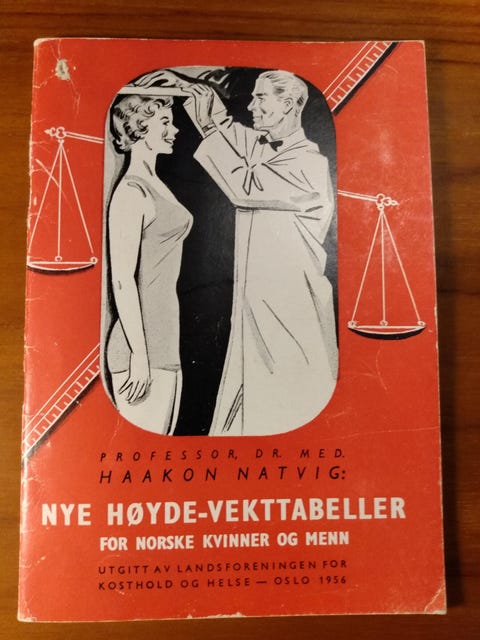 PROFESSOR, DR. MED.
HAAKON NATVIG:
NYE HØYDE-VEKTTABELLER
FOR NORSKE KVINNER OG MENN
UTGITT AV LANDSFORENINGEN FOR
KOSTHOLD OG HELSE — OSLO 1956